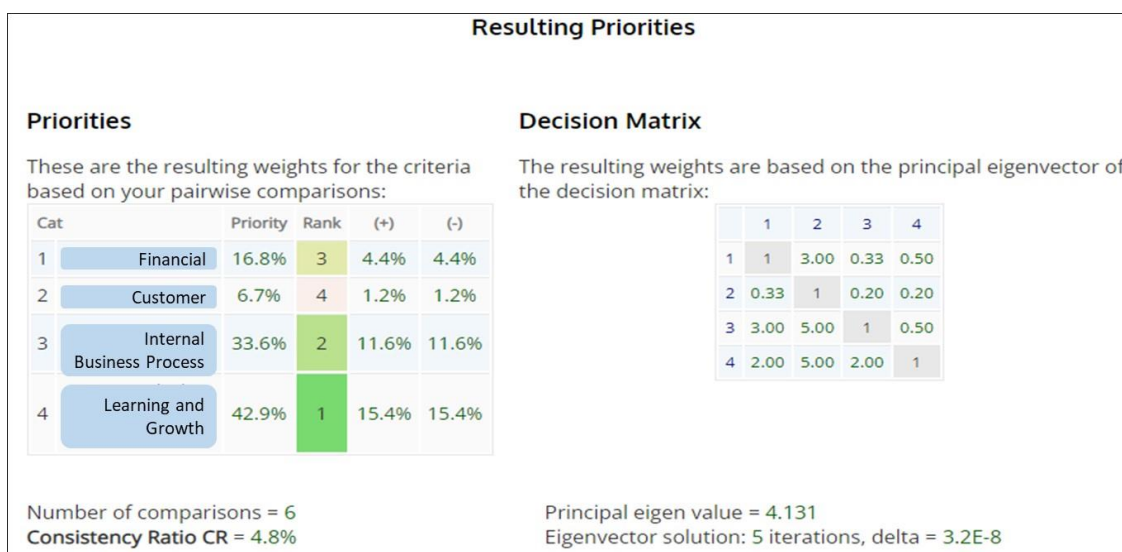 Resulting Priorities
Priorities
These are the resulting weights for the criteria
based on your pairwise comparisons:
Cat Priority Rank (+) (-)
1 Financial 16.8% 3 4.4% 4.4%
2 Customer 6.7% 4 1.2% 1.2%
3 Internal
Business Process 33.6% 2 11.6% 11.6%
4 Learning and
Growth 42.9% 1 15.4% 15.4%
Number of comparisons = 6
Consistency Ratio CR = 4.8%
Decision Matrix
The resulting weights are based on the principal eigenvector of
the decision matrix:
1 2 3 4
1 1 3.00 0.33 0.50
2 0.33 1 0.20 0.20
3 3.00 5.00 1 0.50
4 2.00 5.00 2.00 1
Principal eigen value = 4.131
Eigenvector solution: 5 iterations, delta = 3.2E-8